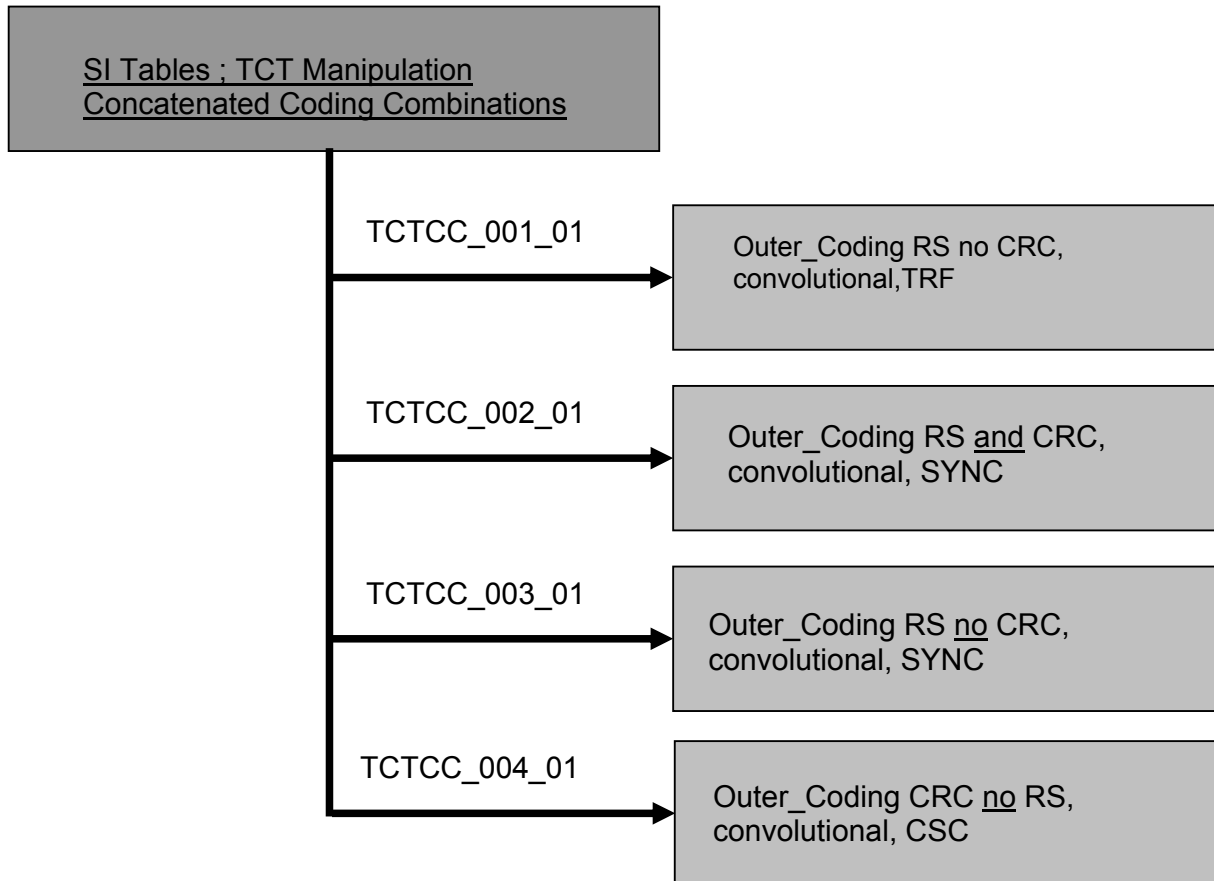 SI Tables ; TCT Manipulation
Concatenated Coding Combinations
TCTCC_001_01
Outer_Coding RS no CRC,
convolutional,TRF
TCTCC_002_01
Outer_Coding RS and CRC,
convolutional, SYNC
TCTCC_003_01
Outer_Coding RS no CRC,
convolutional, SYNC
TCTCC_004_01
Outer_Coding CRC no RS,
convolutional, CSC